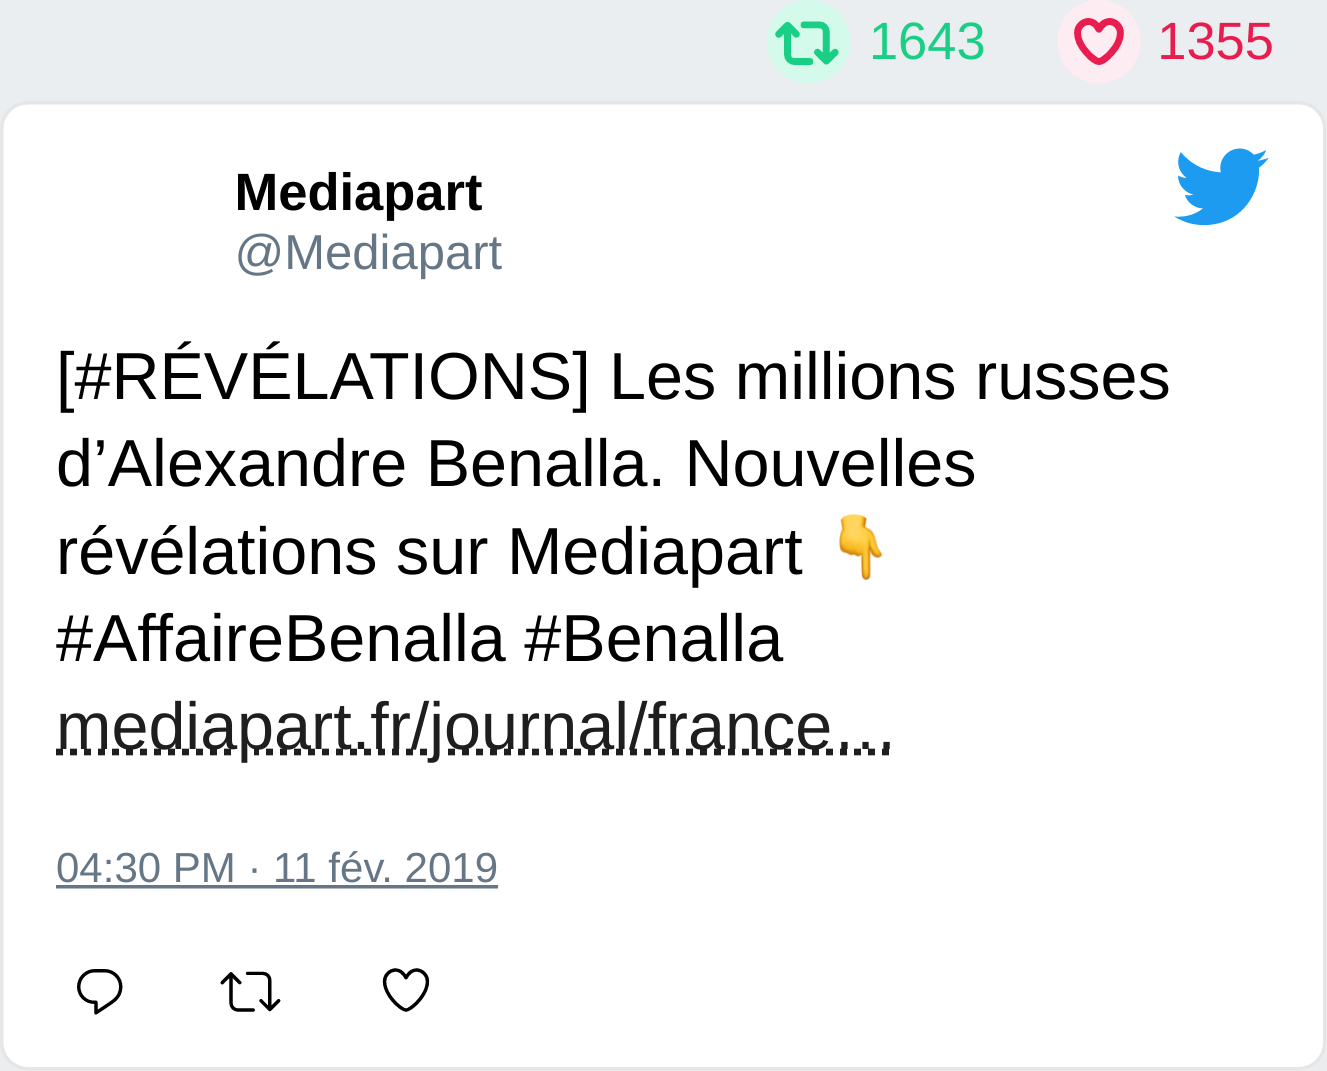 1643 1355
Mediapart
@Mediapart
[#RÉVÉLATIONS] Les millions russes
d’Alexandre Benalla. Nouvelles
révélations sur Mediapart 👇
#AffaireBenalla #Benalla
mediapart.fr/journal/france…
04:30 PM · 11 fév. 2019